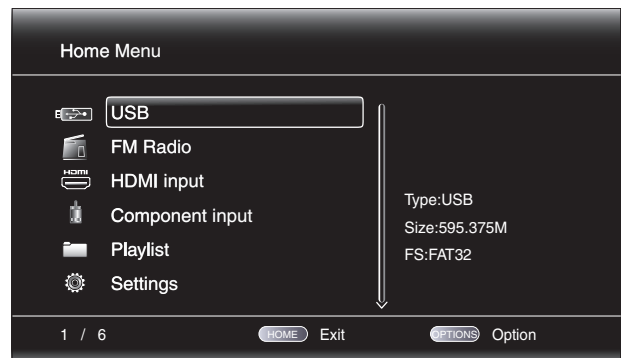 Home Menu
USB
FM Radio
HDMI
HDMI input
Component input
Playlist
Settings
Type:USB
Size:595.375M
FS:FAT32
1 / 6
HOME Exit
OPTIONS Option